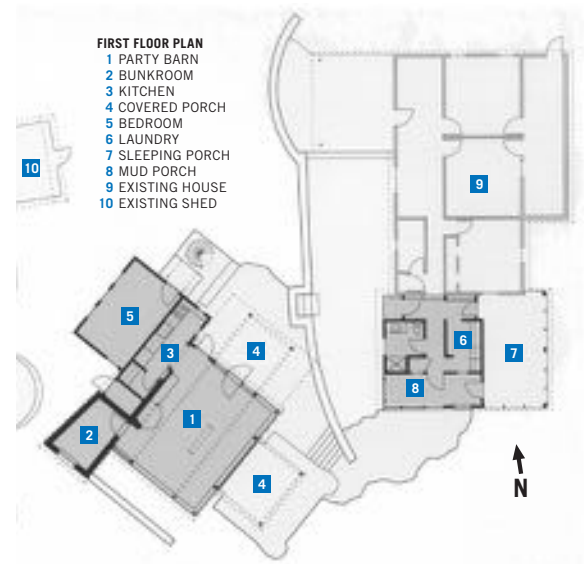 FIRST FLOOR PLAN
1 PARTY BARN
2 BUNKROOM
3 KITCHEN
4 COVERED PORCH
5 BEDROOM
6 LAUNDRY
7 SLEEPING PORCH
8 MUD PORCH
9 EXISTING HOUSE
10 EXISTING SHED
10
9
5
3
4
6
7
8
1
2
4
N